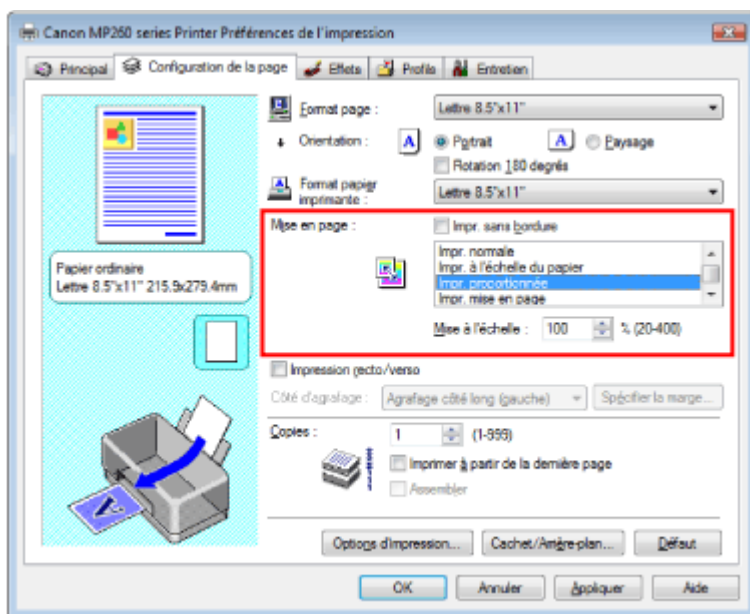 Canon MP260 series Printer Préférences de l'impression
Principal Configuration de la page Effets Profils Entretien
Format page : Lettre 8.5"x11"
Orientation : A Portrait A Paysage
Rotation 180 degrés
Format papier imprimante : Lettre 8.5"x11"
Mise en page : Impr. sans bordure
Impr. normale
Impr. à l'échelle du papier
Impr. proportionnée
Impr. mise en page
Papier ordinaire
Lettre 8.5"x11" 215.9x279.4mm
Mise à l'échelle : 100 % (20-400)
Impression recto/verso
Côté d'agrafage : Agrafage côté long (gauche) Spécifier la marge...
Copies : 1 (1-999)
Imprimer à partir de la dernière page
Assembler
Options d'impression... Cachet/Arrière-plan... Défaut
OK Annuler Appliquer Aide